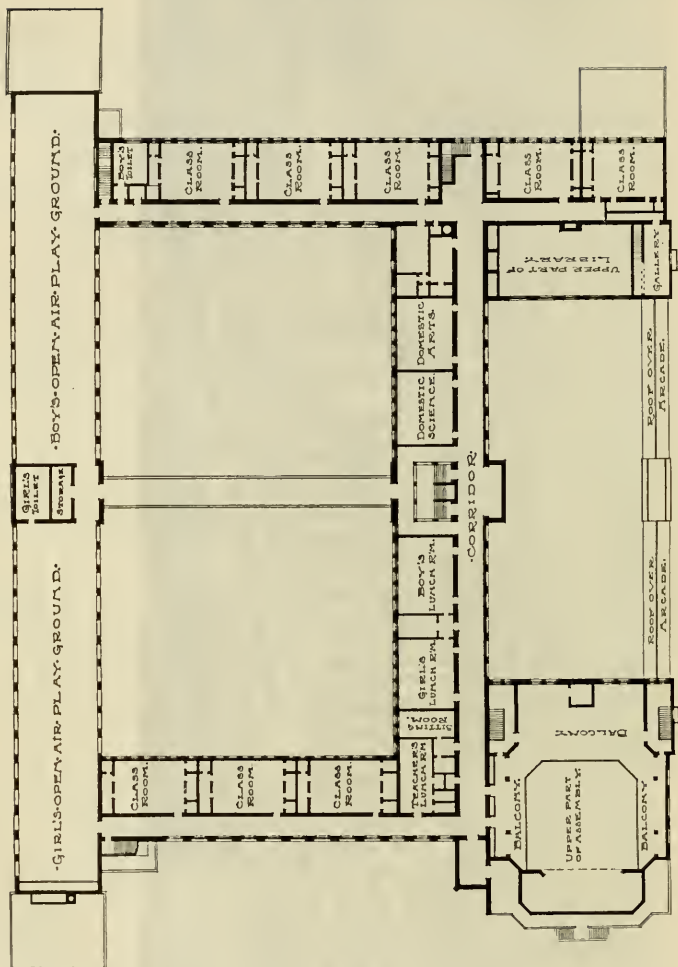 ·BOY'S·OPEN·AIR·PLAY·GROUND·
BOY'S
TOILET
CLASS
ROOM.
CLASS
ROOM.
CLASS
ROOM.
CLASS
ROOM.
CLASS
ROOM.
UPPER PART OF
LIBRARY
GALLERY
DOMESTIC
ARTS.
DOMESTIC
SCIENCE.
ROOF OVER
ARCADE.
GIRL'S
TOILET
STORAGE
·CORRIDOR·
·GIRL'S·OPEN·AIR·PLAY·GROUND·
BOY'S
LUNCH R'M.
GIRL'S
LUNCH R'M.
SITTING
ROOM.
TEACHER'S
LUNCH R'M
ROOF OVER
ARCADE.
CLASS
ROOM.
CLASS
ROOM.
CLASS
ROOM.
BALCONY
BALCONY.
UPPER PART
OF ASSEMBLY.
BALCONY